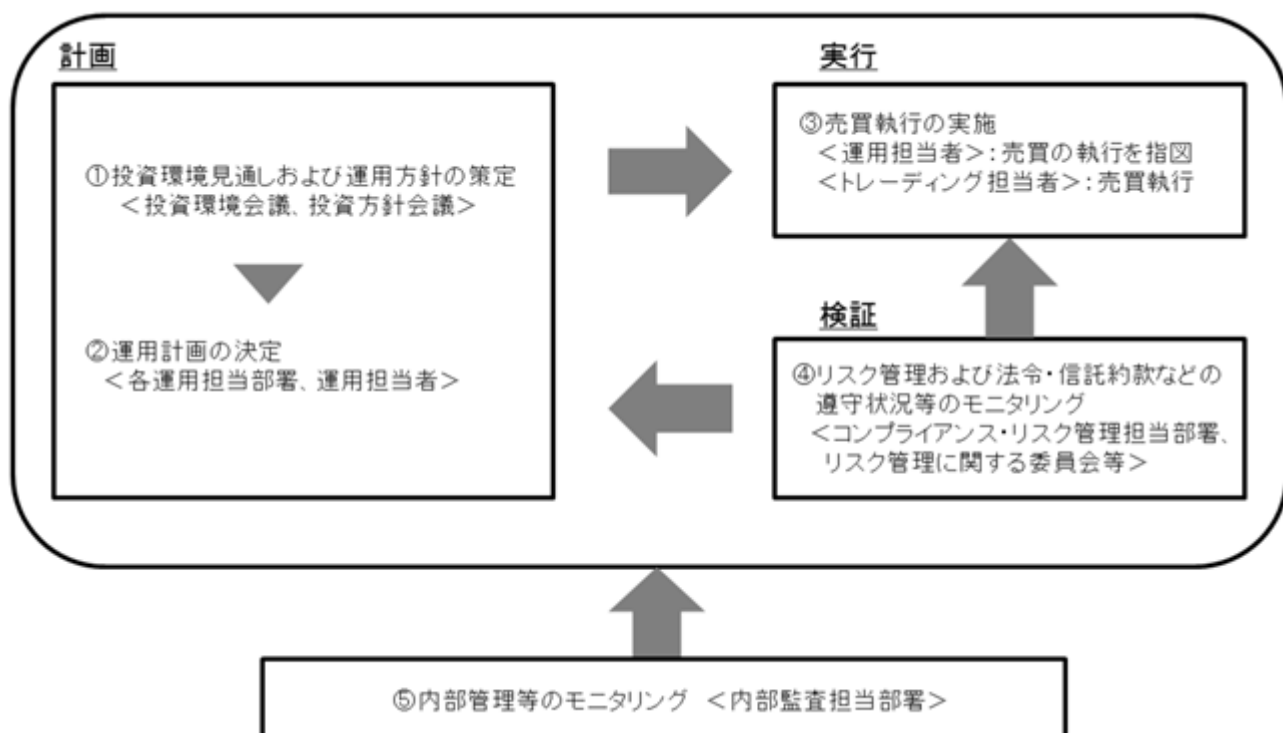 計画
①投資環境見通しおよび運用方針の策定
＜投資環境会議、投資方針会議＞
②運用計画の決定
＜各運用担当部署、運用担当者＞
実行
③売買執行の実施
＜運用担当者＞：売買の執行を指図
＜トレーディング担当者＞：売買執行
検証
④リスク管理および法令・信託約款などの
遵守状況等のモニタリング
＜コンプライアンス・リスク管理担当部署、
リスク管理に関する委員会等＞
⑤内部管理等のモニタリング ＜内部監査担当部署＞